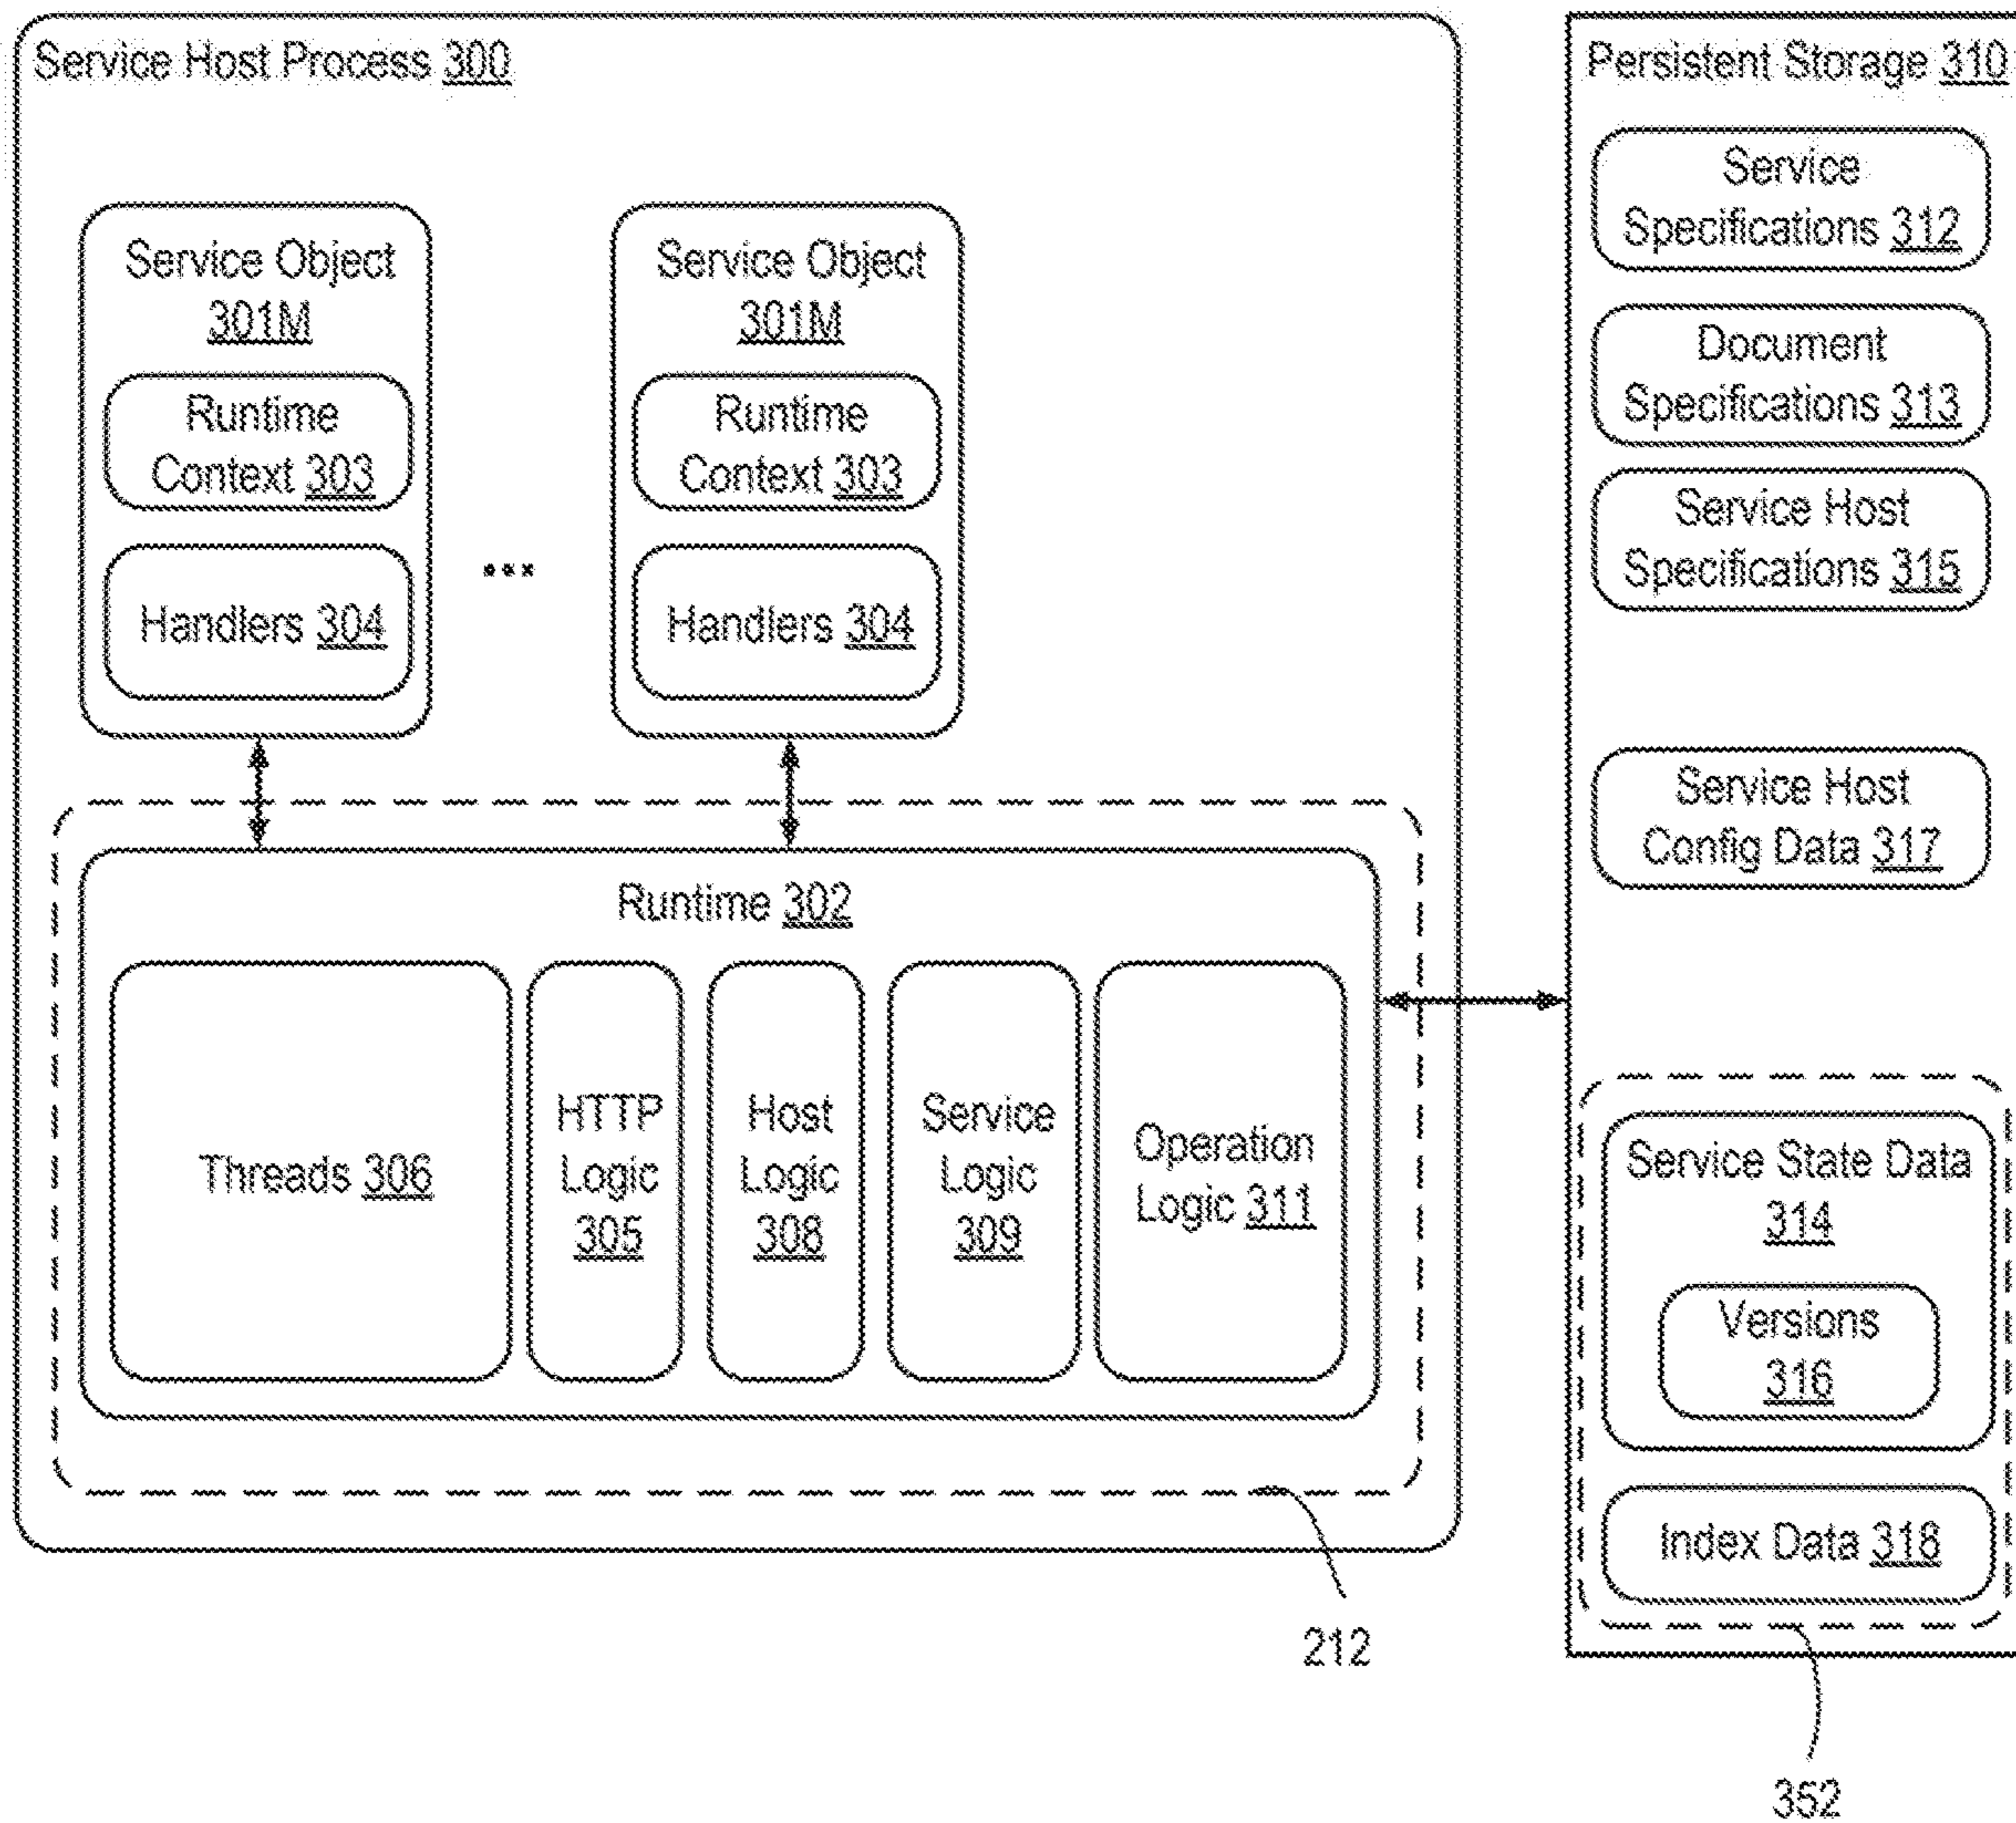 Service Host Process 300
Service Object
301M
Runtime
Context 303
Handlers 304
...
Service Object
301M
Runtime
Context 303
Handlers 304
Runtime 302
Threads 306
HTTP
Logic
305
Host
Logic
308
Service
Logic
309
Operation
Logic 311
212
Persistent Storage 310
Service
Specifications 312
Document
Specifications 313
Service Host
Specifications 315
Service Host
Config Data 317
Service State Data
314
Versions
316
Index Data 318
352